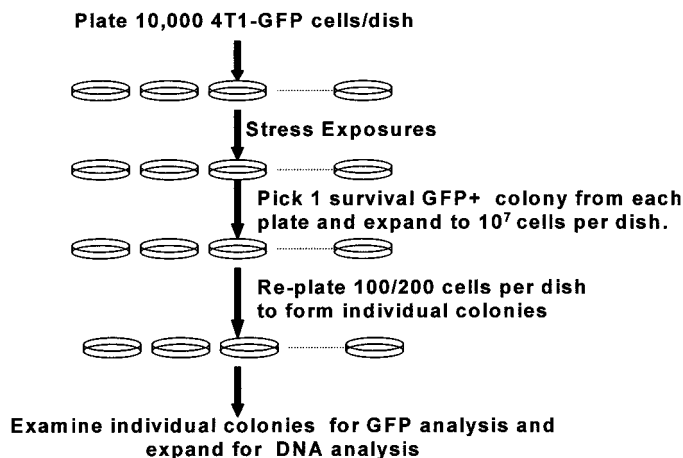 Plate 10,000 4T1-GFP cells/dish
Stress Exposures
Pick 1 survival GFP+ colony from each
plate and expand to 10⁷ cells per dish.
Re-plate 100/200 cells per dish
to form individual colonies
Examine individual colonies for GFP analysis and
expand for DNA analysis